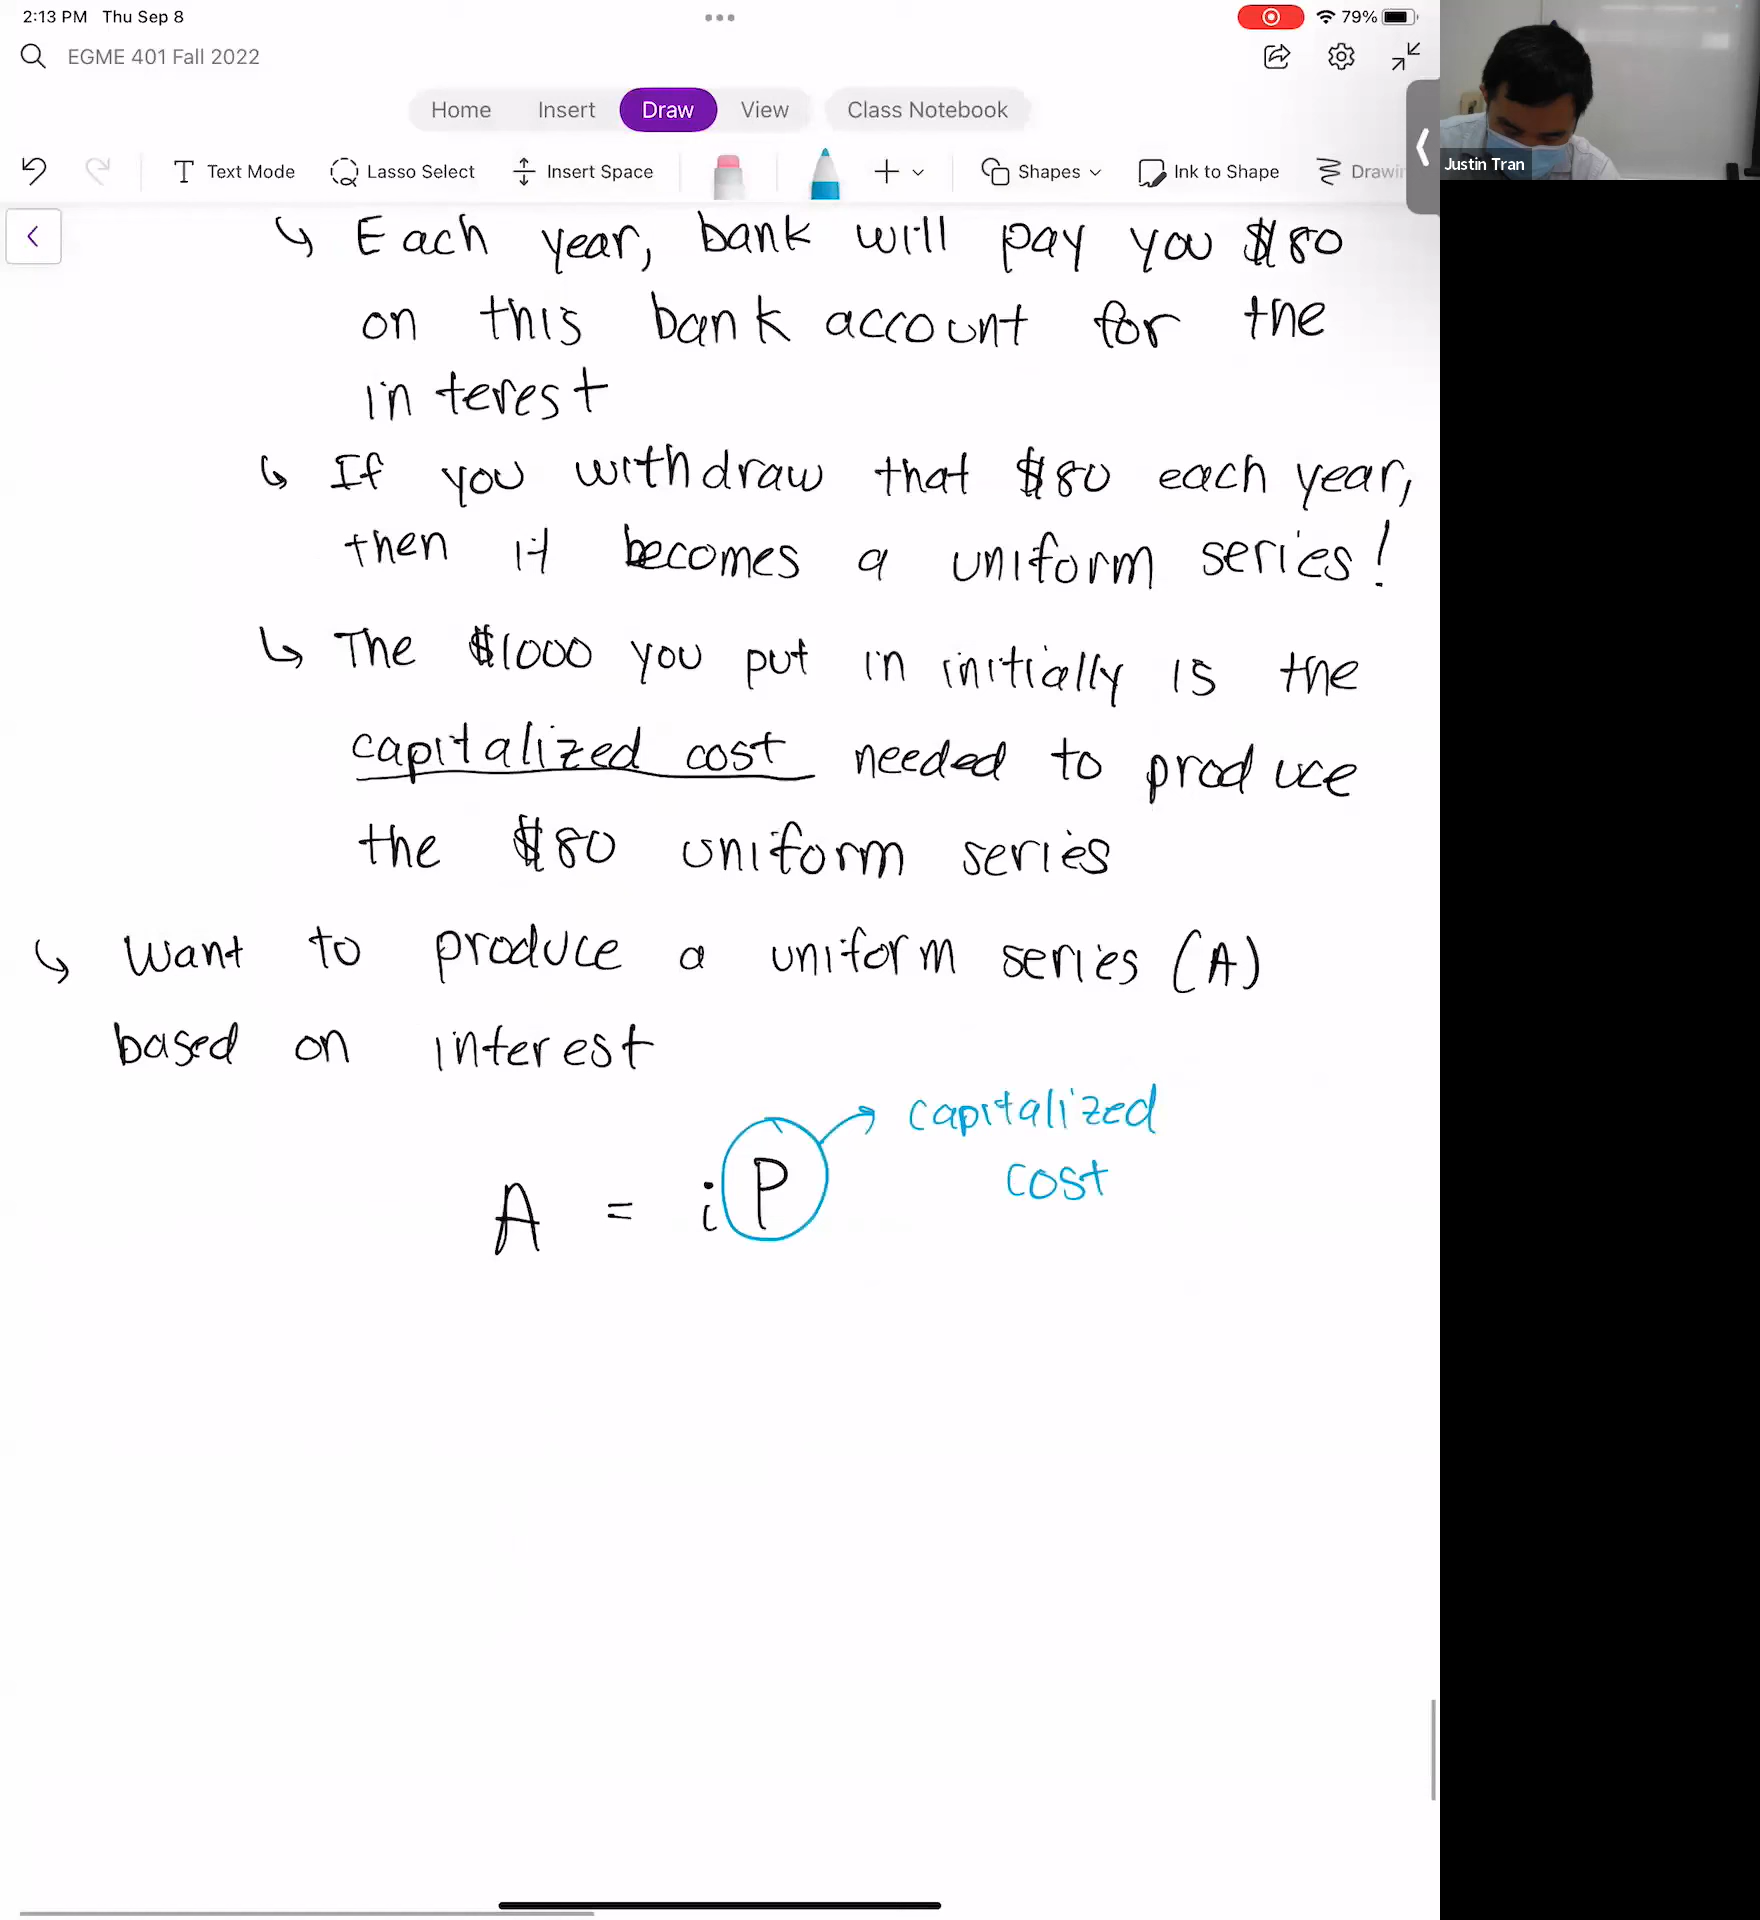 2:13 PM Thu Sep 8
79%
EGME 401 Fall 2022
Home Insert Draw View Class Notebook
Text Mode Lasso Select Insert Space Shapes Ink to Shape Drawi
Justin Tran
↳ Each year, bank will pay you $80
on this bank account for the
interest
↳ If you withdraw that $80 each year,
then it becomes a uniform series!
↳ The $1000 you put in initially is the
capitalized cost needed to produce
the $80 uniform series
↳ Want to produce a uniform series (A)
based on interest
capitalized
cost
A = iP